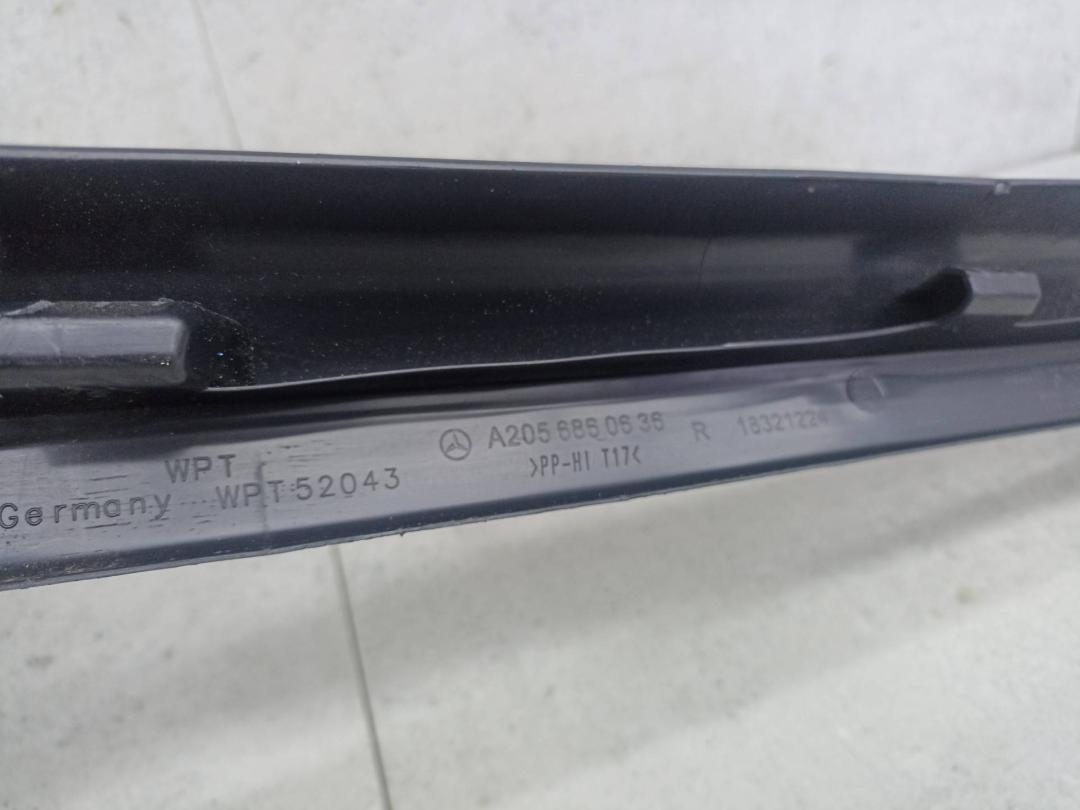 A205 686 06 36 R 18321224
>PP-HI T17<
WPT
Germany WPT 52043